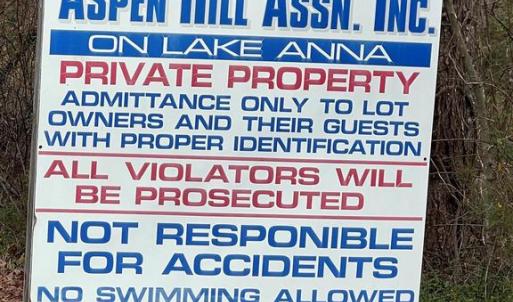 ASPEN HILL ASSN. INC.
ON LAKE ANNA
PRIVATE PROPERTY
ADMITTANCE ONLY TO LOT
OWNERS AND THEIR GUESTS
WITH PROPER IDENTIFICATION
ALL VIOLATORS WILL
BE PROSECUTED
NOT RESPONSIBLE
FOR ACCIDENTS
NO SWIMMING ALLOWED